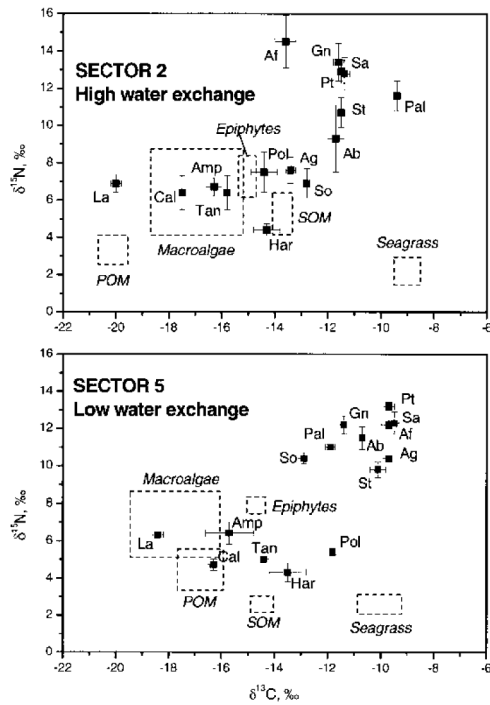 SECTOR 2
High water exchange
Af
Gn
Sa
Pt
Pal
St
Ab
Epiphytes
Pol
Ag
So
La
Amp
Cal
Tan
SOM
Har
Macroalgae
Seagrass
POM
δ15N, ‰
16
14
12
10
8
6
4
2
0
-22 -20 -18 -16 -14 -12 -10 -8 -6
SECTOR 5
Low water exchange
Pt
Sa
Gn
Af
Pal
Ab
So
Ag
St
Macroalgae
Epiphytes
Amp
La
Tan
Pol
Cal
Har
POM
SOM
Seagrass
δ15N, ‰
16
14
12
10
8
6
4
2
0
-22 -20 -18 -16 -14 -12 -10 -8 -6
δ13C, ‰